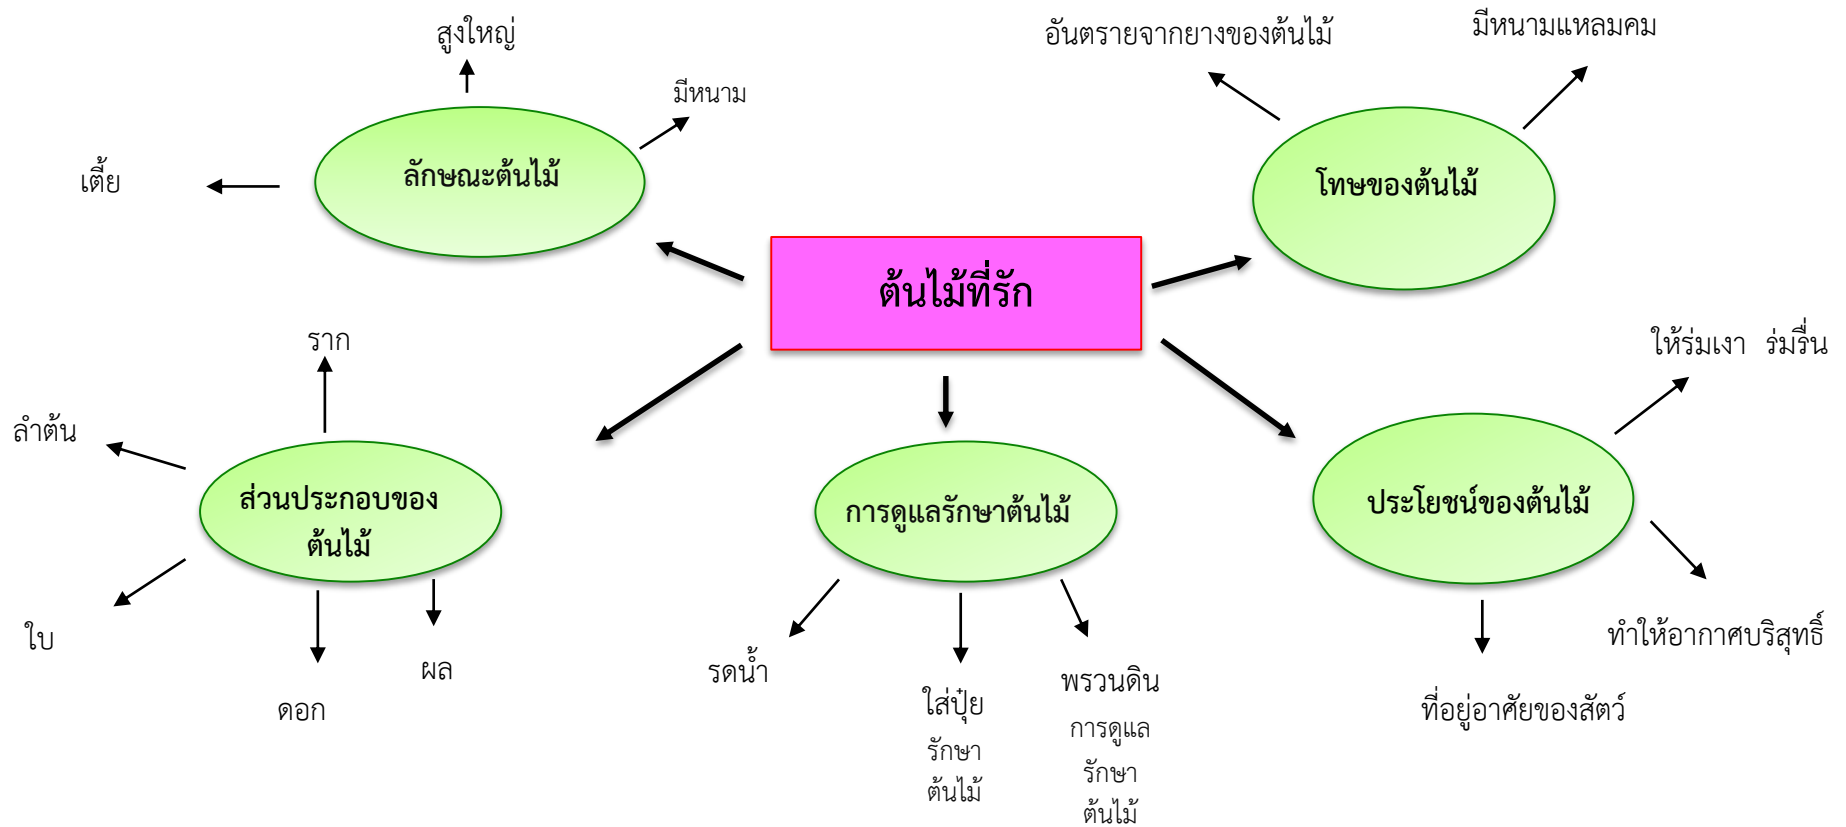 สูงใหญ่
มีหนาม
ลักษณะต้นไม้
เตี้ย
อันตรายจากยางของต้นไม้
มีหนามแหลมคม
โทษของต้นไม้
ต้นไม้ที่รัก
ราก
ลำต้น
ส่วนประกอบของ
ต้นไม้
ใบ
ดอก
ผล
การดูแลรักษาต้นไม้
รดน้ำ
ใส่ปุ๋ย
รักษา
ต้นไม้
พรวนดิน
การดูแล
รักษา
ต้นไม้
ให้ร่มเงา ร่มรื่น
ประโยชน์ของต้นไม้
ทำให้อากาศบริสุทธิ์
ที่อยู่อาศัยของสัตว์